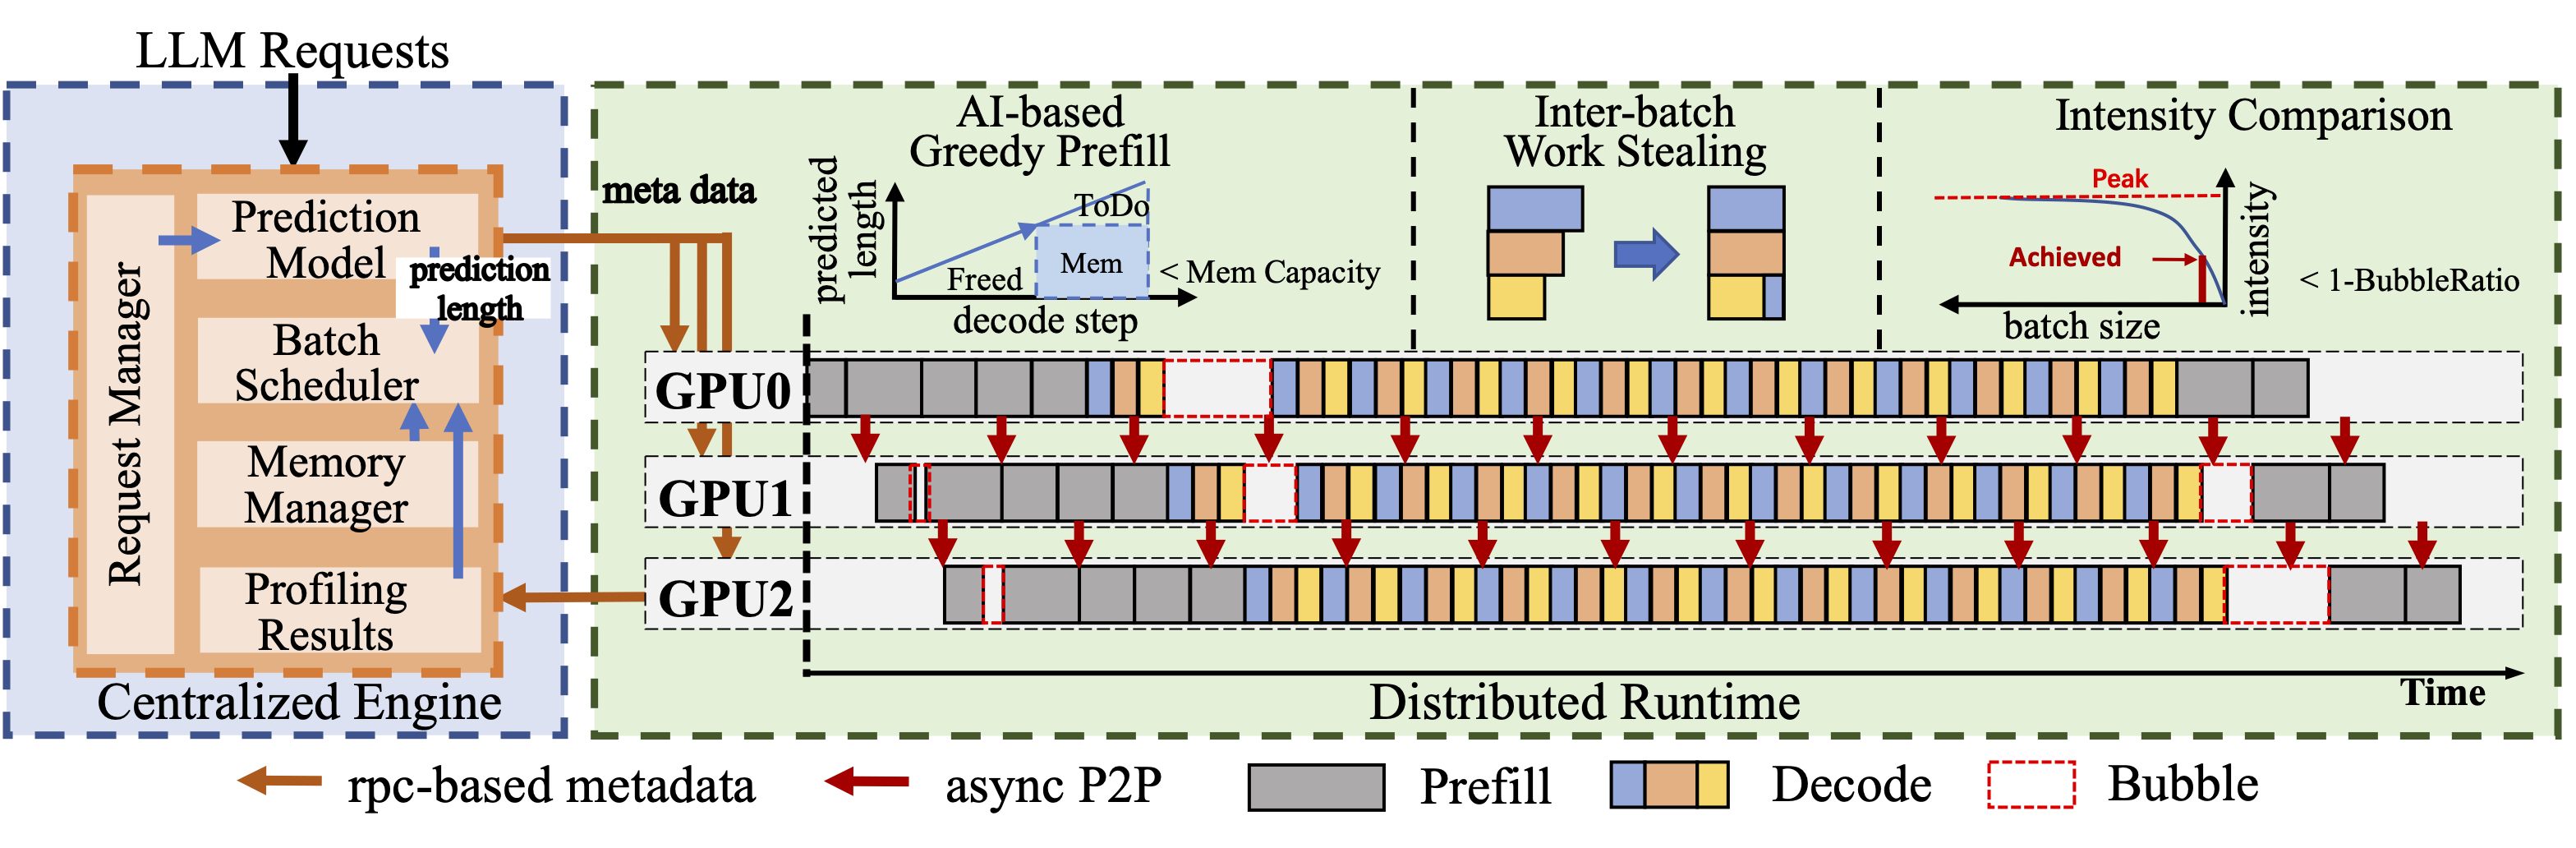 LLM Requests
Request Manager
Prediction
Model
prediction
length
Batch
Scheduler
Memory
Manager
Profiling
Results
Centralized Engine
meta data
AI-based
Greedy Prefill
predicted
length
ToDo
Freed
Mem
< Mem Capacity
decode step
Inter-batch
Work Stealing
Intensity Comparison
Peak
Achieved
intensity
< 1-BubbleRatio
batch size
GPU0
GPU1
GPU2
Time
Distributed Runtime
rpc-based metadata
async P2P
Prefill
Decode
Bubble